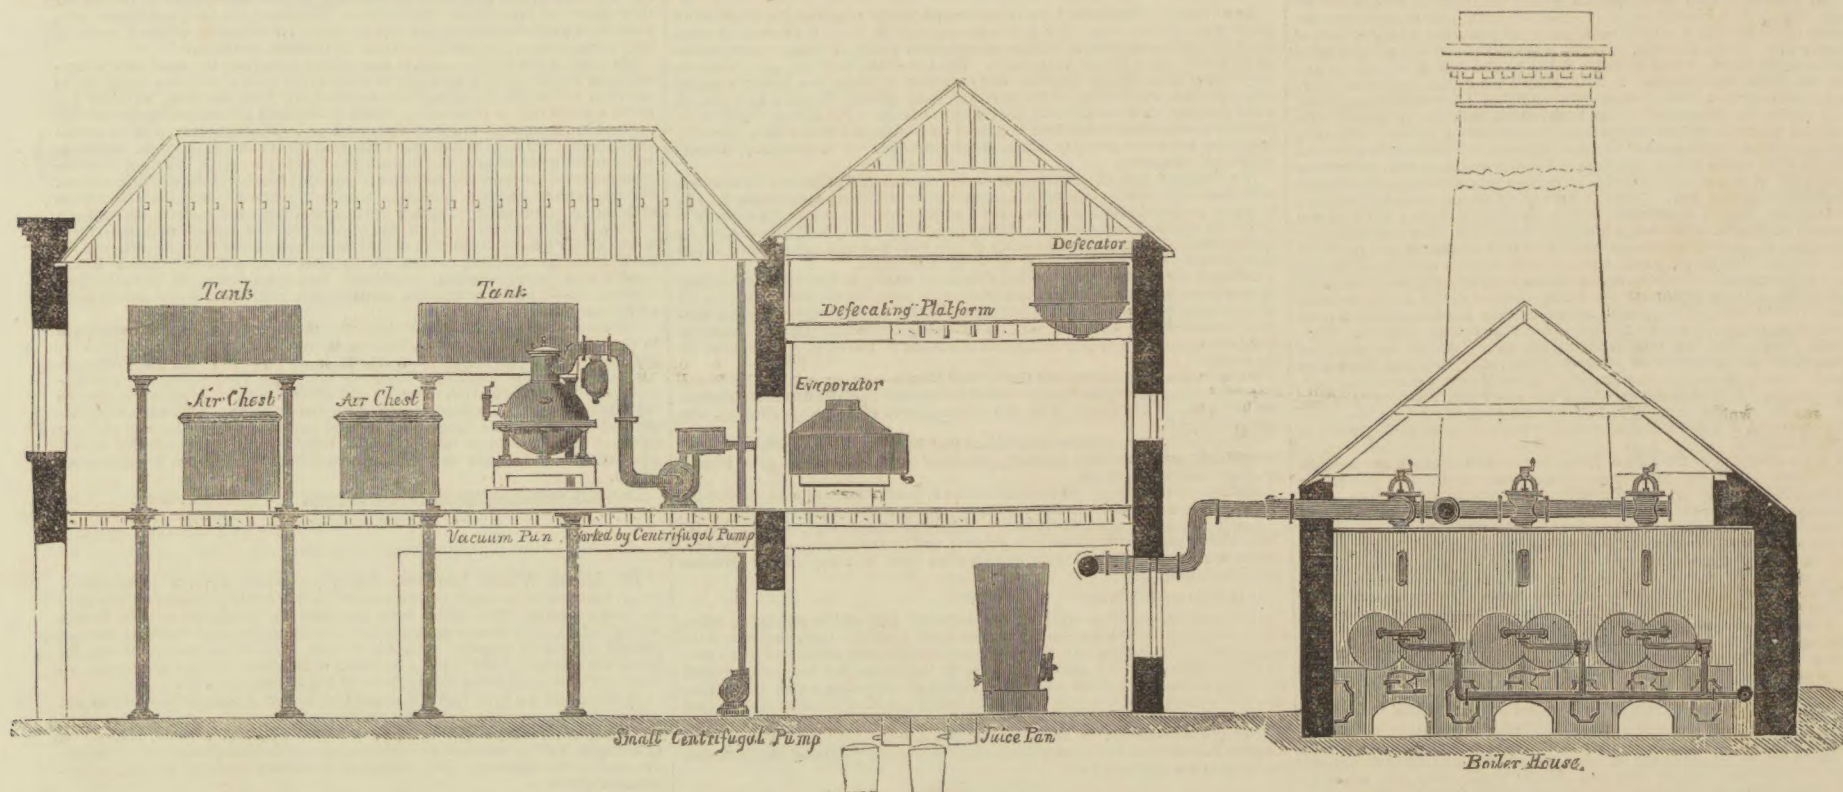 Defecator
Tank
Tank
Defecating Platform
Evaporator
Air Chest
Air Chest
Vacuum Pan Worked by Centrifugal Pump
Small Centrifugal Pump
Juice Pan
Boiler House.